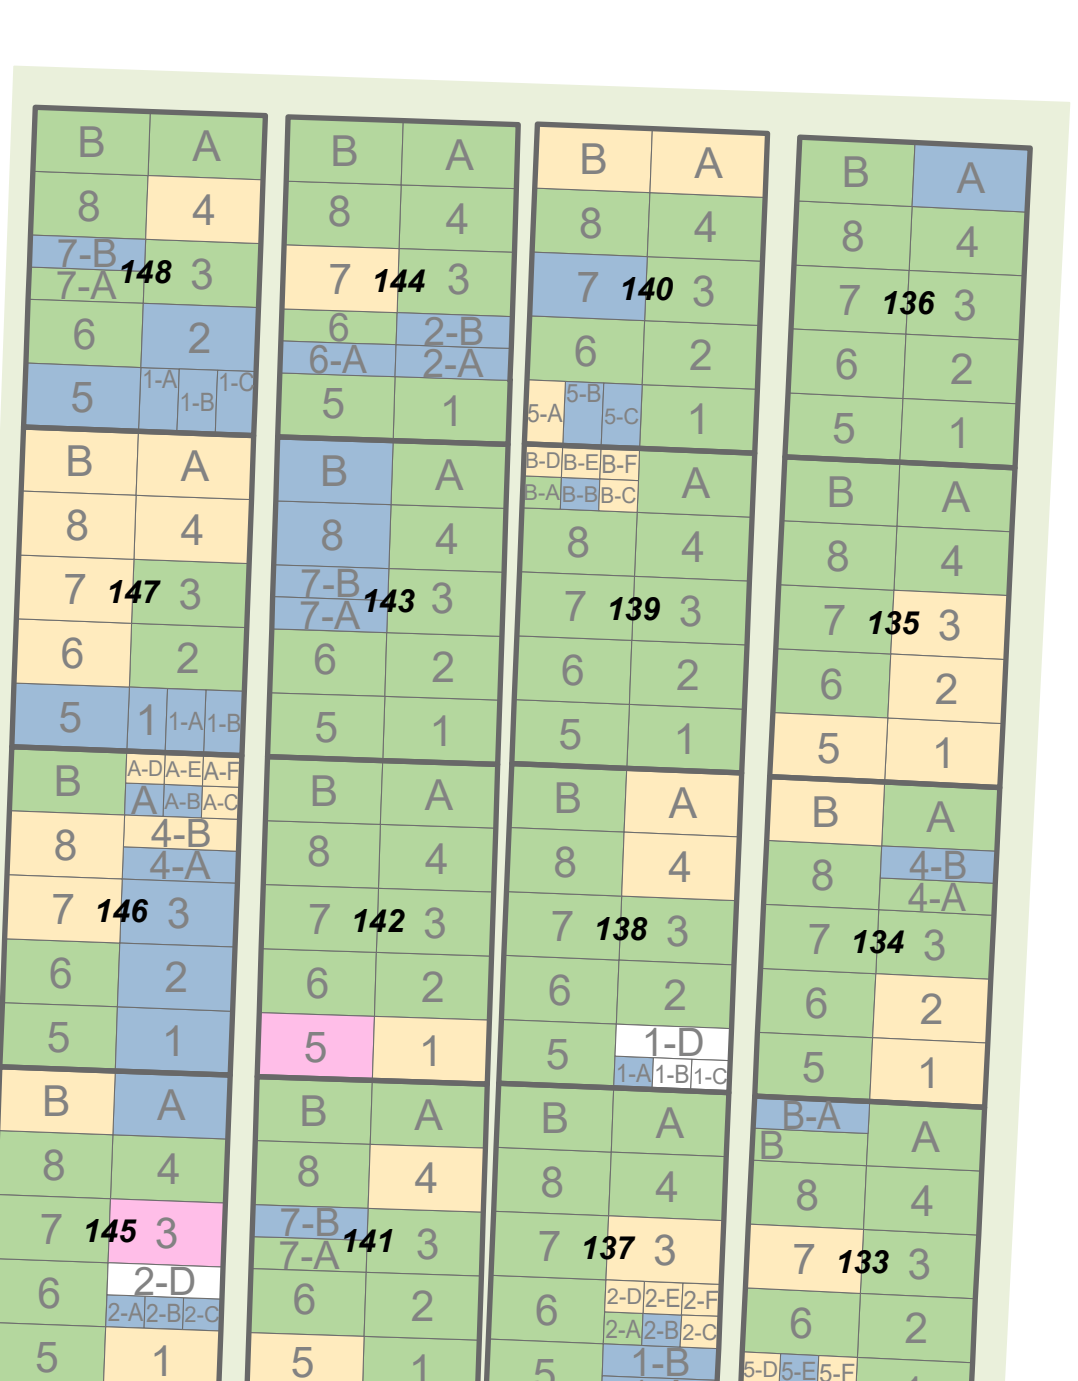 B A
8 4
7-B
148 3
7-A
6 2
5 1-A 1-B 1-C
B A
8 4
7 147 3
6 2
5 1 1-A 1-B
B A-D A-E A-F
A A-B A-C
8 4-B
4-A
7 146 3
6 2
5 1
B A
8 4
7 145 3
6 2-D
2-A 2-B 2-C
5 1
B A
8 4
7 144 3
6 2-B
6-A 2-A
5 1
B A
8 4
7-B
143 3
7-A
6 2
5 1
B A
8 4
7 142 3
6 2
5 1
B A
8 4
7-B
141 3
7-A
6 2
5 1
B A
8 4
7 140 3
6 2
5-A 5-B 5-C 1
B-D B-E B-F A
B-A B-B B-C
8 4
7 139 3
6 2
5 1
B A
8 4
7 138 3
6 2
5 1-D
1-A 1-B 1-C
B A
8 4
7 137 3
6 2-D 2-E 2-F
2-A 2-B 2-C
5 1-B
B A
8 4
7 136 3
6 2
5 1
B A
8 4
7 135 3
6 2
5 1
B A
8 4-B
4-A
7 134 3
6 2
5 1
B-A A
B
8 4
7 133 3
6 2
5-D 5-E 5-F